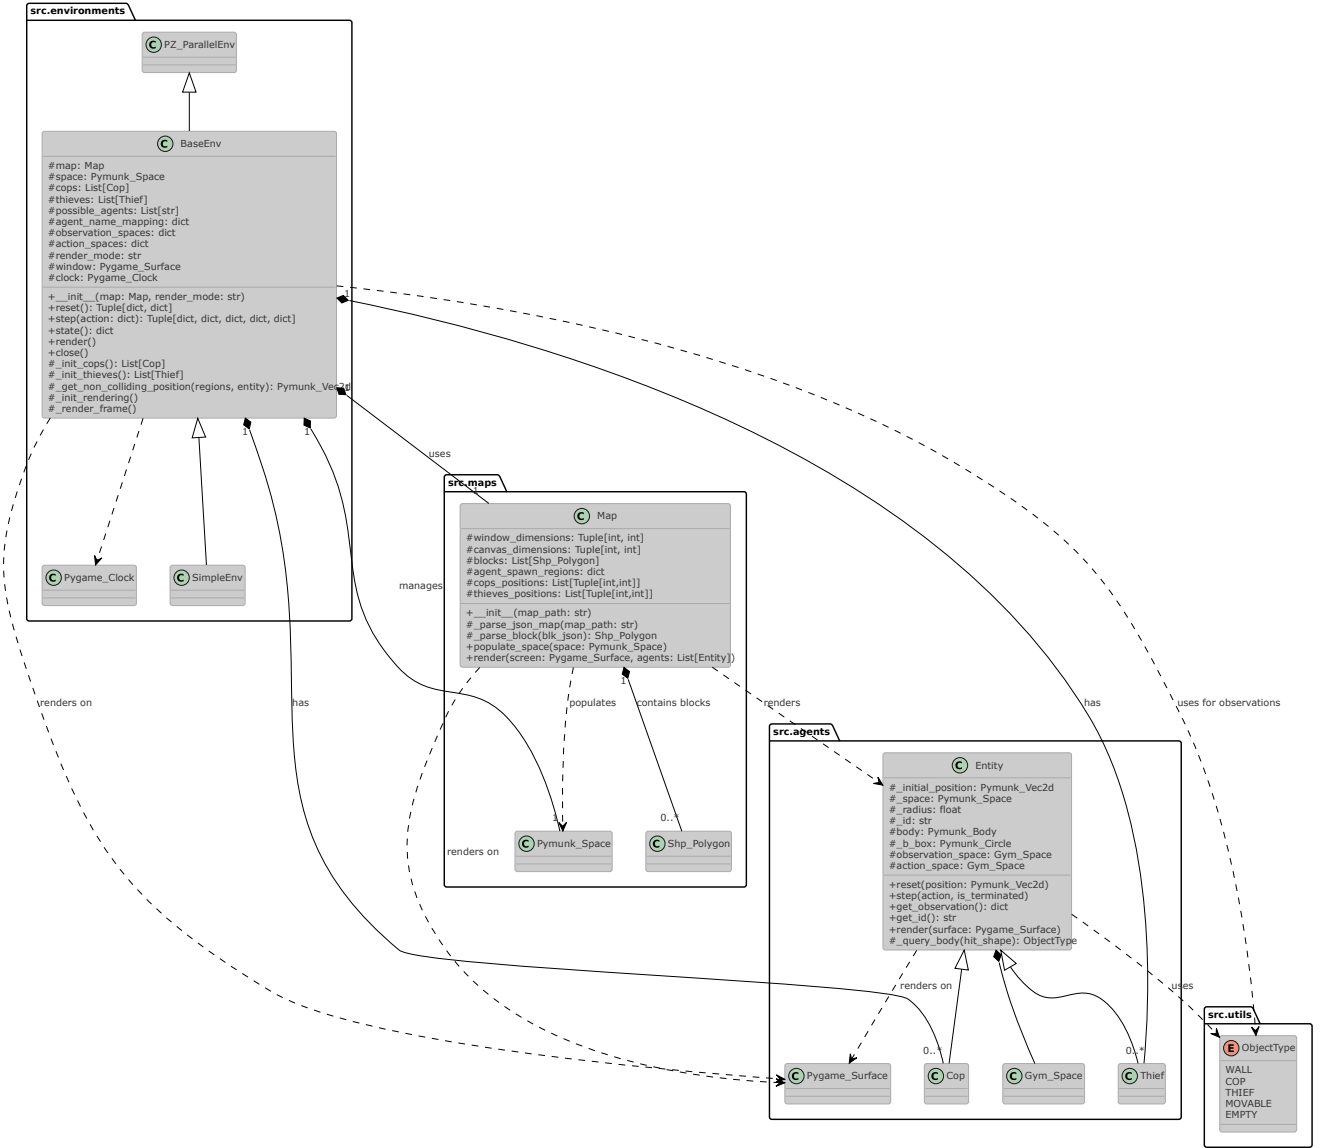 src.environments
C PZ_ParallelEnv
C BaseEnv
#map: Map
#space: Pymunk_Space
#cops: List[Cop]
#thieves: List[Thief]
#possible_agents: List[str]
#agent_name_mapping: dict
#observation_spaces: dict
#action_spaces: dict
#render_mode: str
#window: Pygame_Surface
#clock: Pygame_Clock
+__init__(map: Map, render_mode: str)
+reset(): Tuple[dict, dict]
+step(action: dict): Tuple[dict, dict, dict, dict, dict]
+state(): dict
+render()
+close()
#_init_cops(): List[Cop]
#_init_thieves(): List[Thief]
#_get_non_colliding_position(regions, entity): Pymunk_Vec2d
#_init_rendering()
#_render_frame()
1
1
1
1
uses
1
C Pygame_Clock
C SimpleEnv
manages
src.maps
C Map
#window_dimensions: Tuple[int, int]
#canvas_dimensions: Tuple[int, int]
#blocks: List[Shp_Polygon]
#agent_spawn_regions: dict
#cops_positions: List[Tuple[int,int]]
#thieves_positions: List[Tuple[int,int]]
+__init__(map_path: str)
#_parse_json_map(map_path: str)
#_parse_block(blk_json): Shp_Polygon
+populate_space(space: Pymunk_Space)
+render(screen: Pygame_Surface, agents: List[Entity])
1
renders on
has
populates
contains blocks
renders
has
uses for observations
1
0..*
C Pymunk_Space
C Shp_Polygon
renders on
src.agents
C Entity
#_initial_position: Pymunk_Vec2d
#_space: Pymunk_Space
#_radius: float
#_id: str
#body: Pymunk_Body
#_b_box: Pymunk_Circle
#observation_space: Gym_Space
#action_space: Gym_Space
+reset(position: Pymunk_Vec2d)
+step(action, is_terminated)
+get_observation(): dict
+get_id(): str
+render(surface: Pygame_Surface)
#_query_body(hit_shape): ObjectType
renders on
uses
0..*
0..*
C Pygame_Surface
C Cop
C Gym_Space
C Thief
src.utils
E ObjectType
WALL
COP
THIEF
MOVABLE
EMPTY